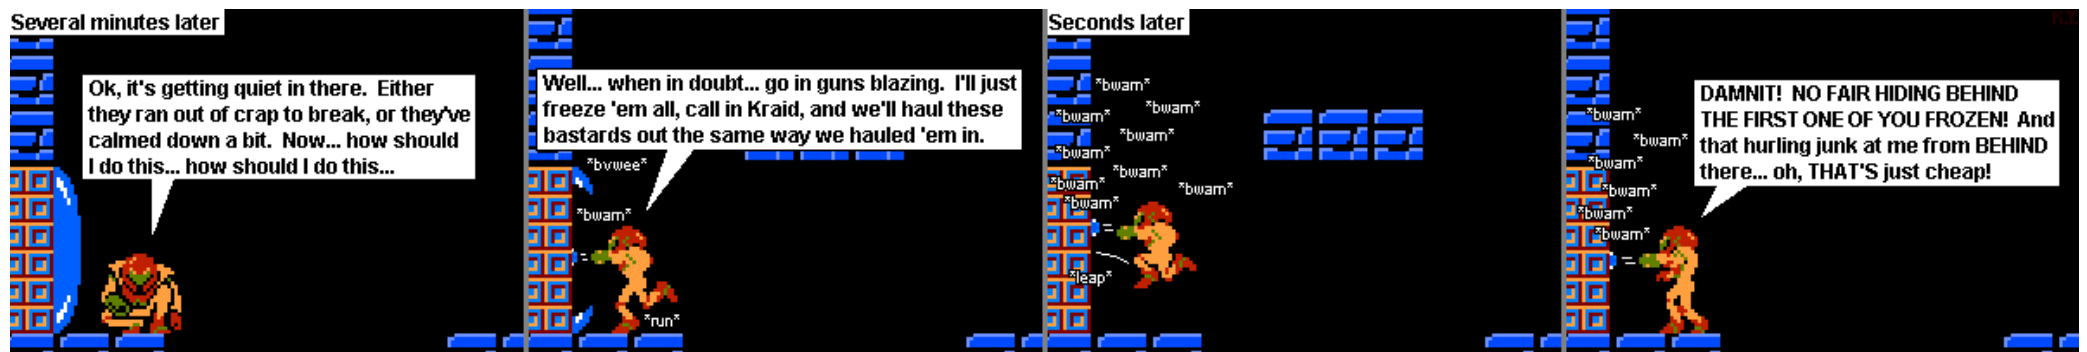 Several minutes later
Ok, it's getting quiet in there.  Either
they ran out of crap to break, or they've
calmed down a bit.  Now... how should
I do this... how should I do this...
Well... when in doubt... go in guns blazing.  I'll just
freeze 'em all, call in Kraid, and we'll haul these
bastards out the same way we hauled 'em in.
*bvwee*
*bwam*
*run*
Seconds later
*bwam*
*bwam*
*bwam*
*bwam*
*bwam*
*bwam*
*bwam*
*bwam*
*bwam*
*leap*
DAMNIT!  NO FAIR HIDING BEHIND
THE FIRST ONE OF YOU FROZEN!  And
that hurling junk at me from BEHIND
there... oh, THAT'S just cheap!
*bwam*
*bwam*
*bwam*
*bwam*
*bwam*
*bwam*